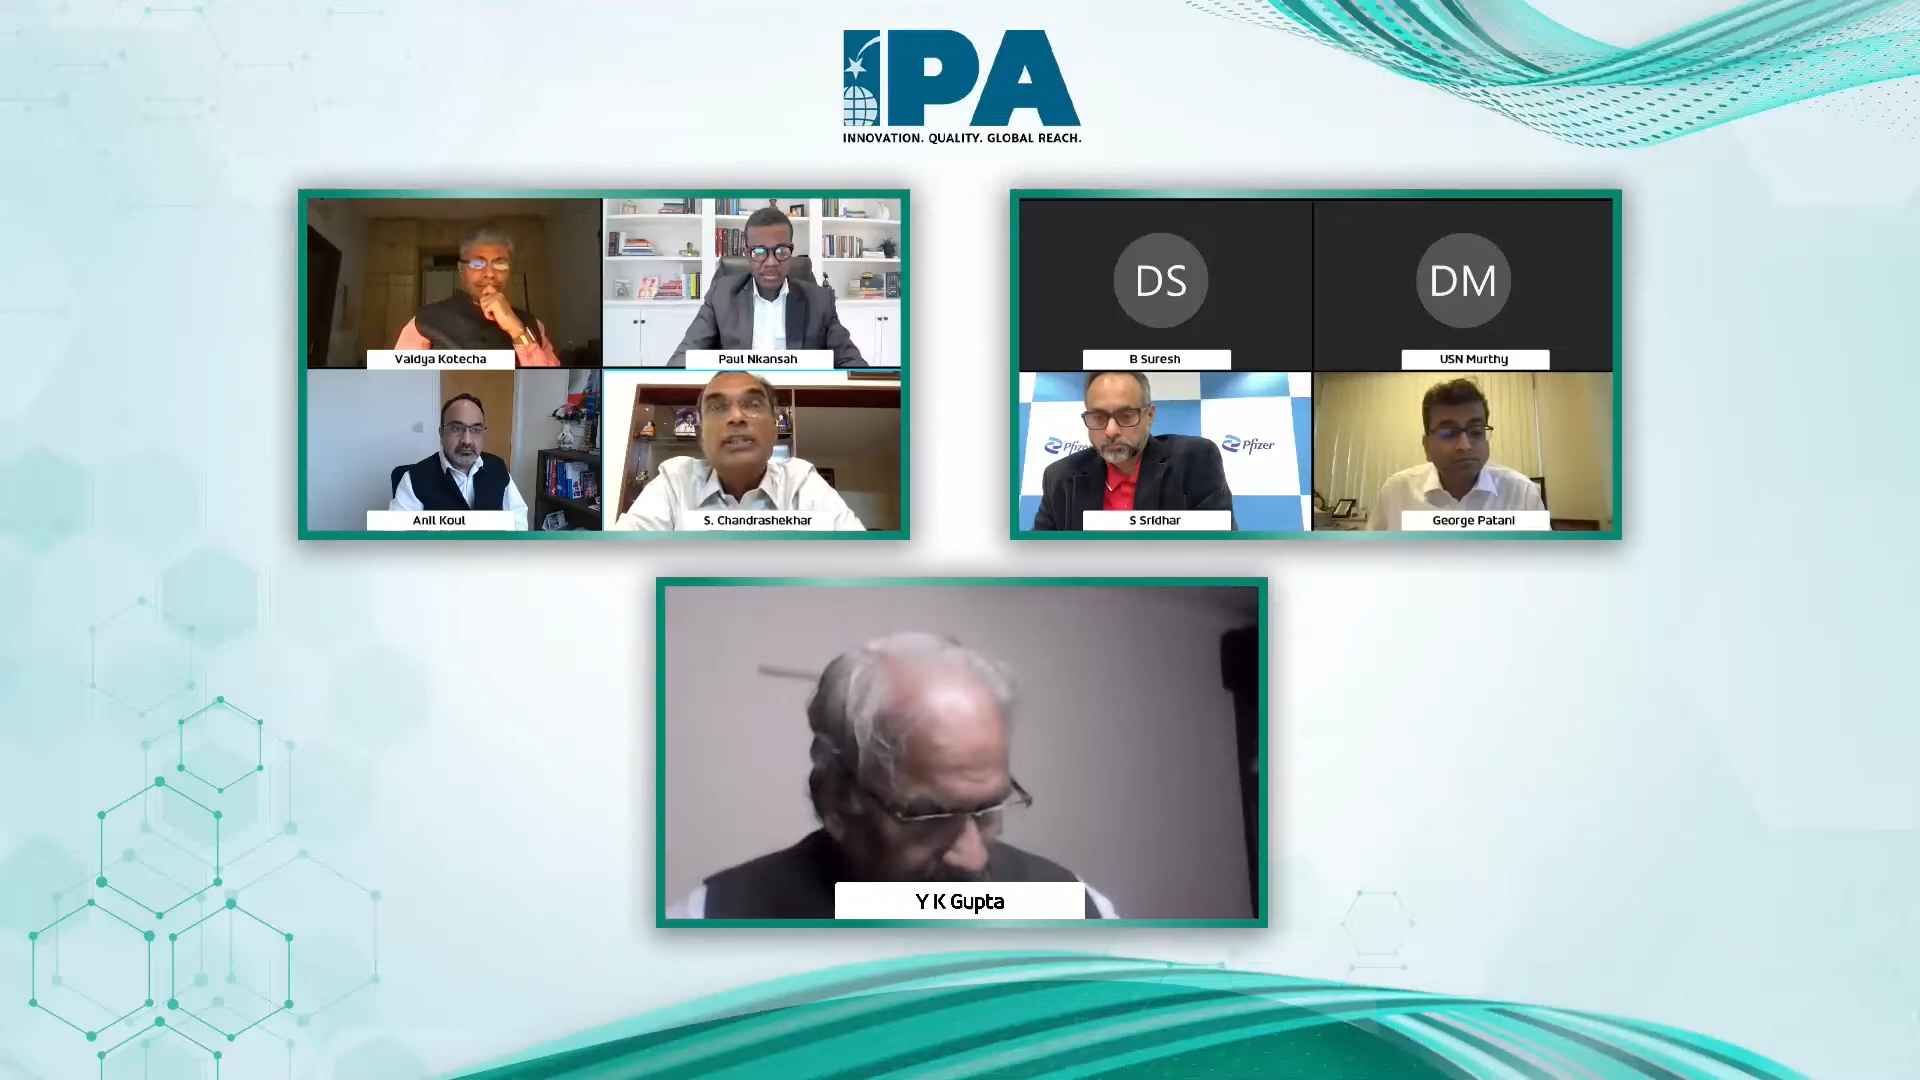 IPA
INNOVATION. QUALITY. GLOBAL REACH.
Vaidya Kotecha
Paul Nkansah
Anil Koul
S. Chandrashekhar
DS
DM
B Suresh
USN Murthy
Pfizer
Pfizer
S Sridhar
George Patani
Y K Gupta